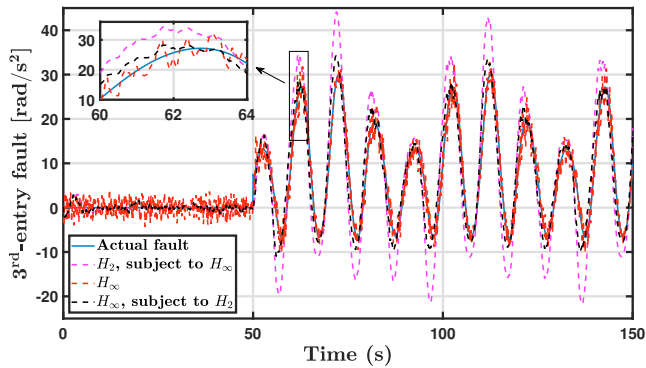 3rd-entry fault [rad/s²]
40
30
20
10
0
-10
-20
30
20
10
60
62
64
Actual fault
H₂, subject to H∞
H∞
H∞, subject to H₂
0
50
100
150
Time (s)